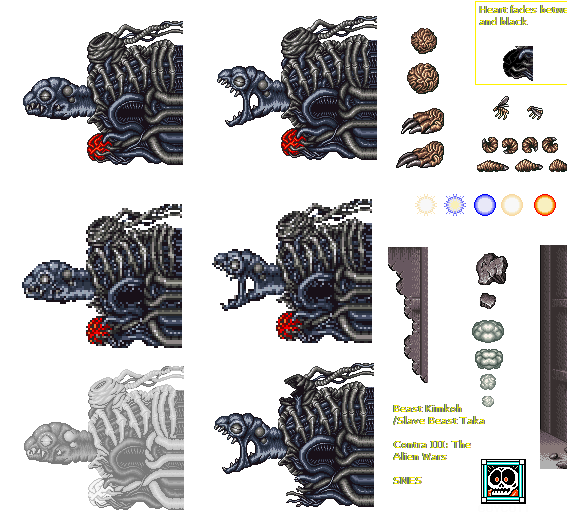 Heart fades betwe
and black
Beast Kimkoh
/Slave Beast Taka
Contra III: The
Alien Wars
SNES